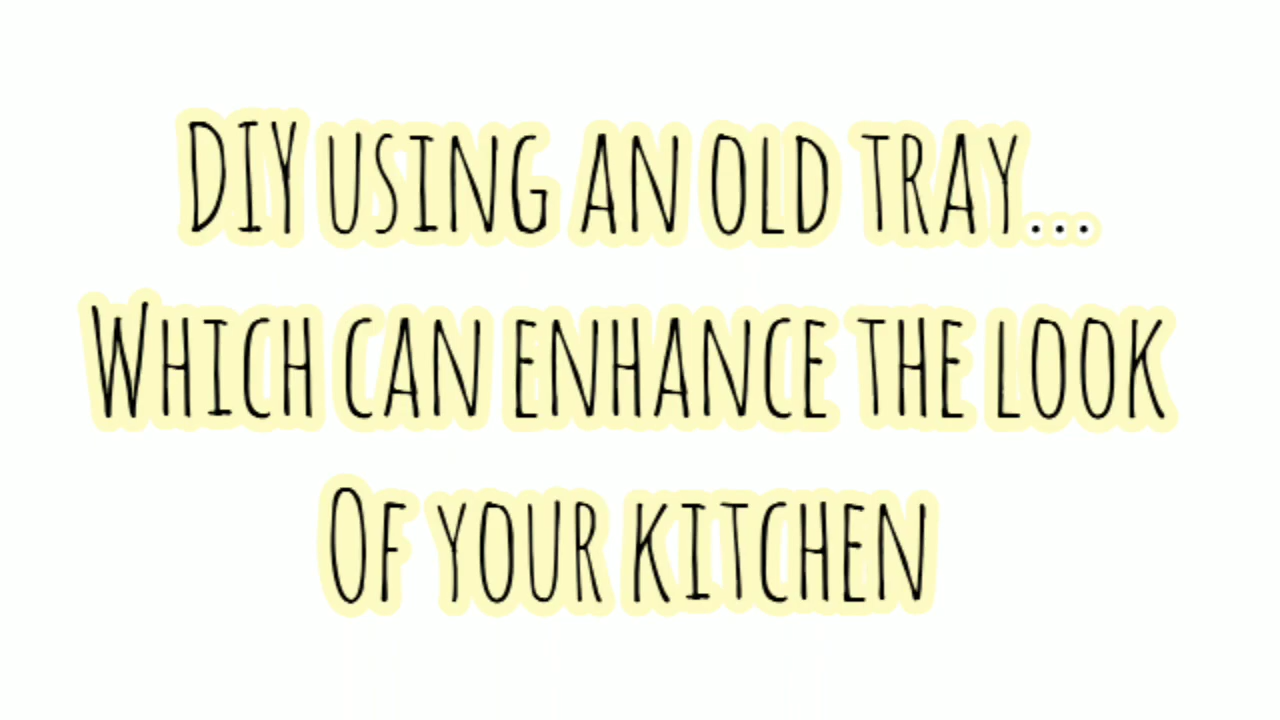 DIY using an old tray...
Which can enhance the look
Of your kitchen